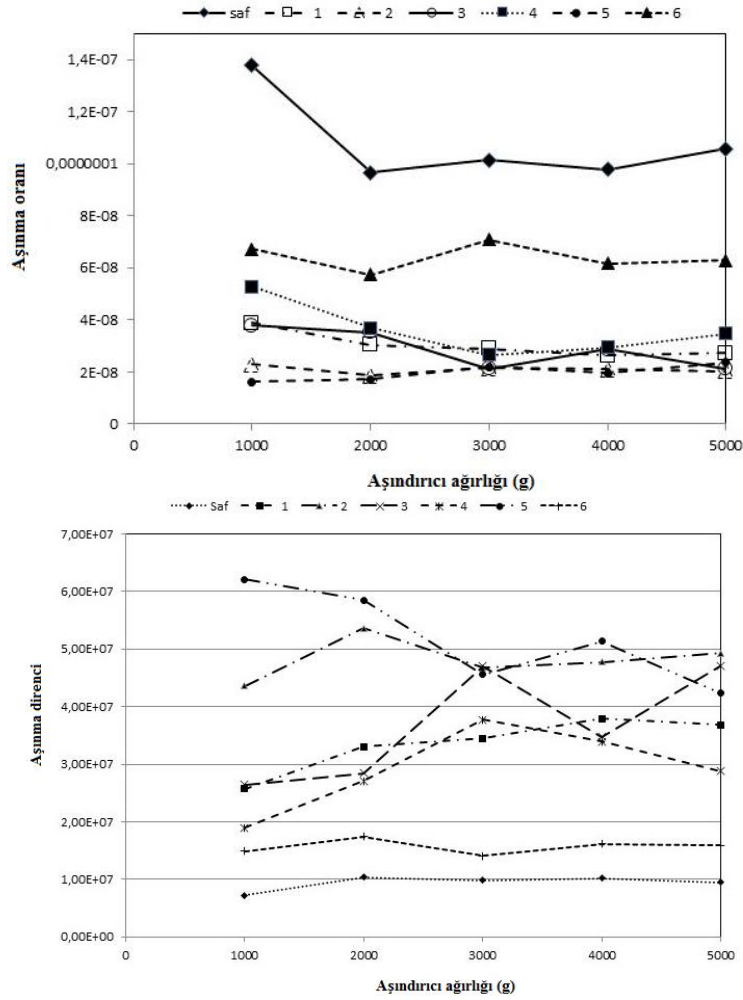 saf 1 2 3 4 5 6
1,4E-07
1,2E-07
0,0000001
8E-08
6E-08
4E-08
2E-08
0
Aşınma oranı
0 1000 2000 3000 4000 5000
Aşındırıcı ağırlığı (g)
Saf 1 2 3 4 5 6
7,00E+07
6,00E+07
5,00E+07
4,00E+07
3,00E+07
2,00E+07
1,00E+07
0,00E+00
Aşınma direnci
0 1000 2000 3000 4000 5000
Aşındırıcı ağırlığı (g)